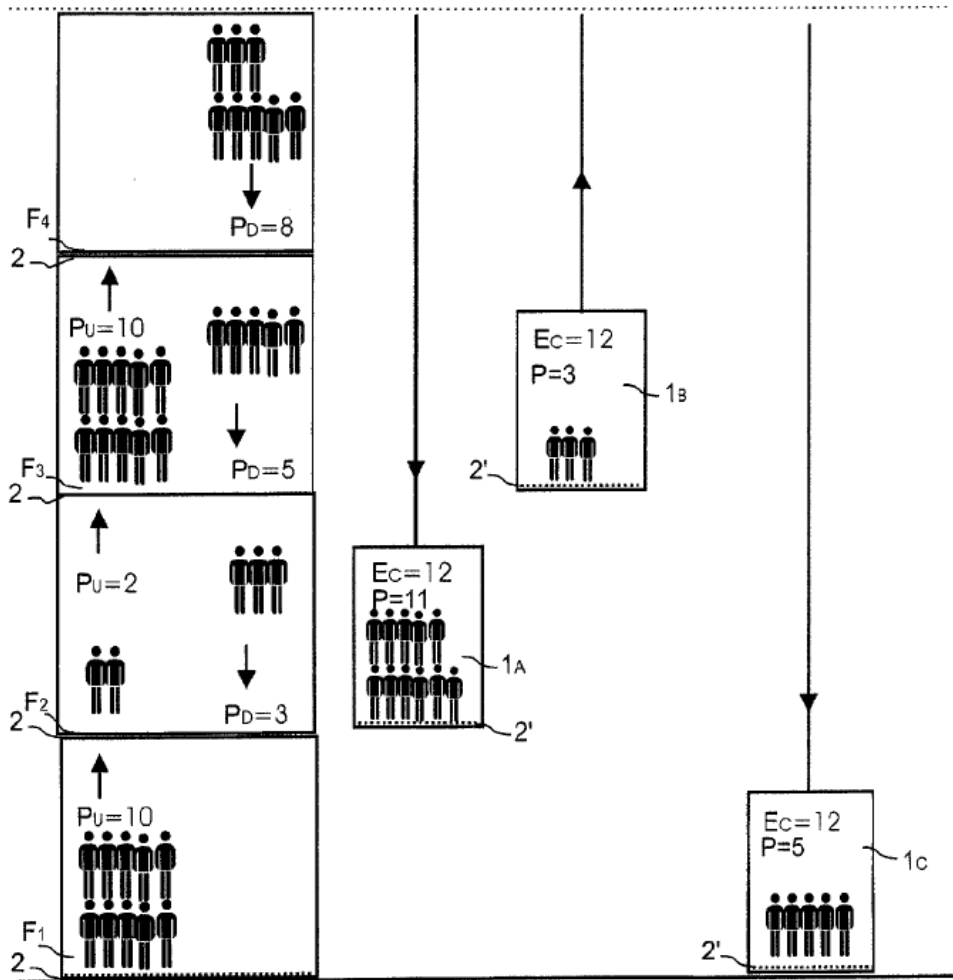 F4
PD=8
2
PU=10
PD=5
F3
2
PU=2
PD=3
F2
2
PU=10
F1
2
EC=12
P=11
1A
2'
EC=12
P=3
1B
2'
EC=12
P=5
1C
2'